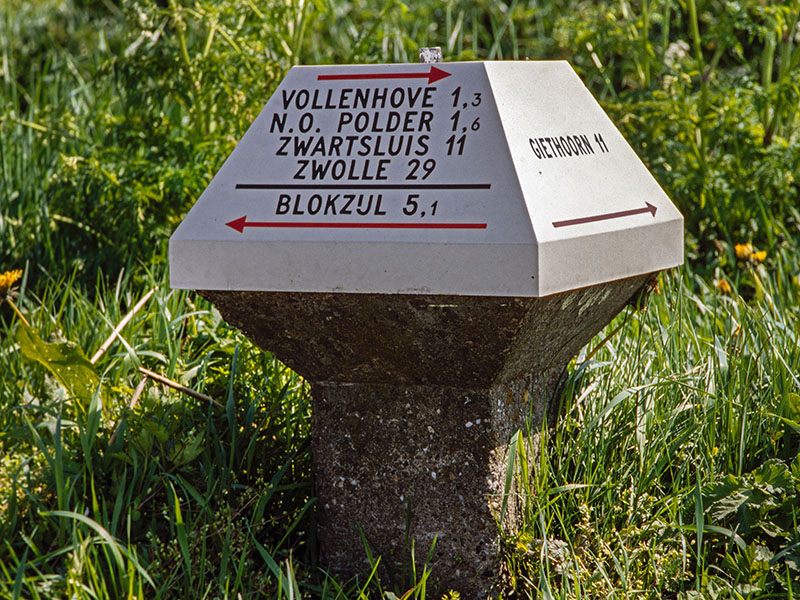 VOLLENHOVE 1,3
N.O. POLDER 1,6
ZWARTSLUIS 11
ZWOLLE 29
BLOKZIJL 5,1
GIETHOORN 11